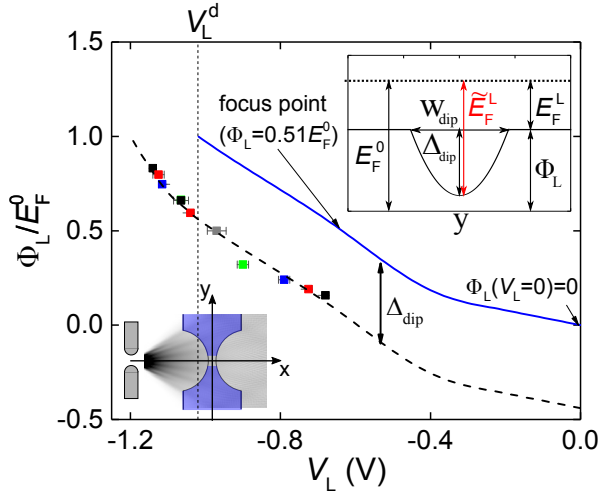 V_L^d
focus point
(Φ_L=0.51E_F^0)
W_dip
Ẽ_F^L
E_F^L
E_F^0
Δ_dip
Φ_L
y
1.0
0.5
0.0
-0.5
Φ_L/E_F^0
Φ_L(V_L=0)=0
Δ_dip
y
x
-1.2
-0.8
-0.4
0.0
V_L (V)